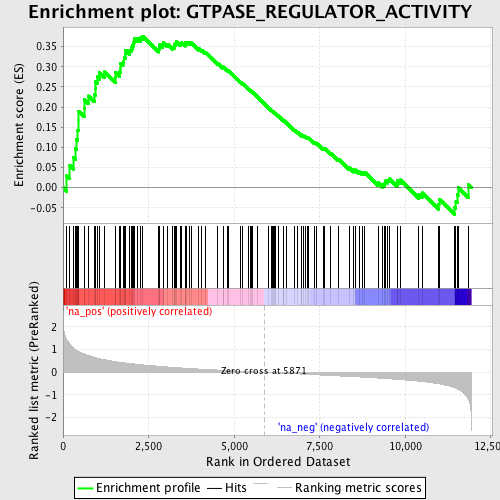 Enrichment plot: GTPASE_REGULATOR_ACTIVITY
Enrichment score (ES)
0.35
0.30
0.25
0.20
0.15
0.10
0.05
0.00
-0.05
'na_pos' (positively correlated)
Ranked list metric (PreRanked)
2
1
0
-1
-2
Zero cross at 5871
'na_neg' (negatively correlated)
0
2,500
5,000
7,500
10,000
12,500
Rank in Ordered Dataset
Enrichment profile
Hits
Ranking metric scores